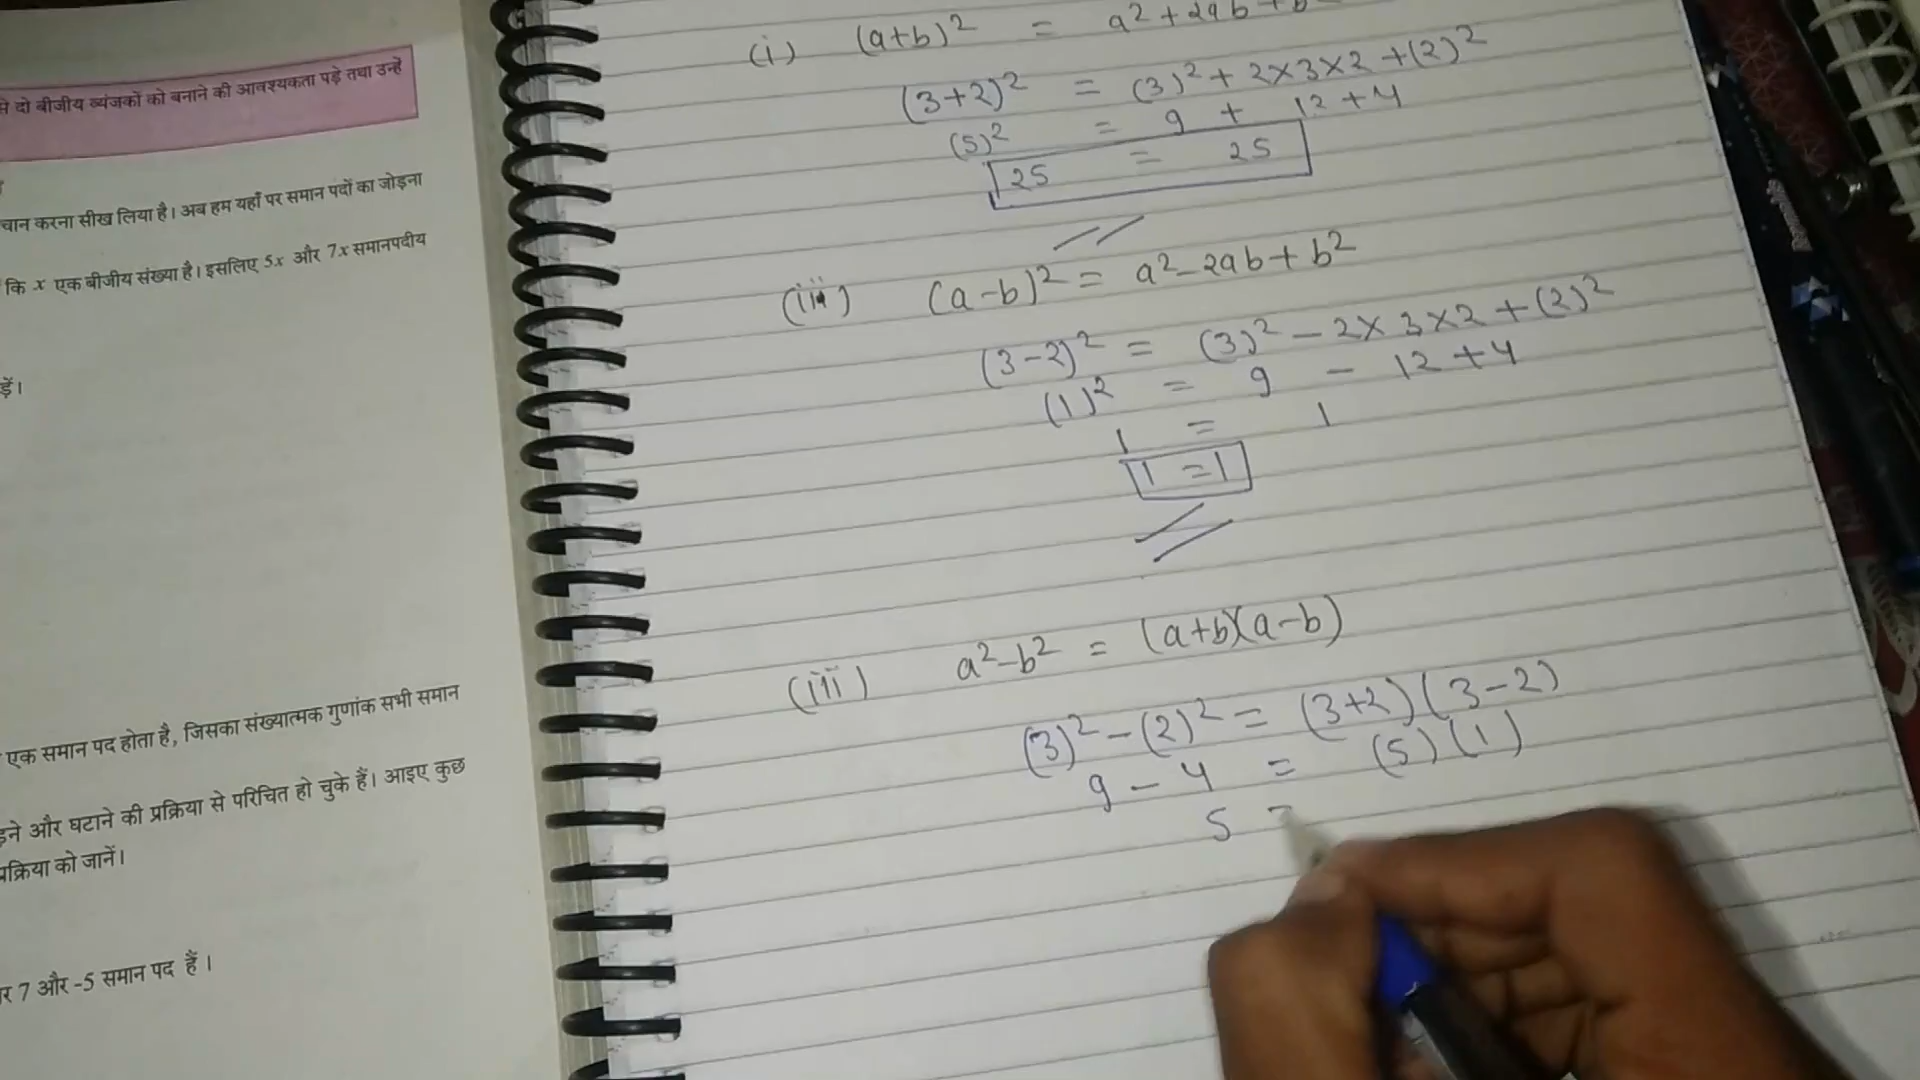 से दो बीजीय व्यंजकों को बनाने की आवश्यकता पड़े तथा उन्हें
करना सीख लिया है। अब हम यहाँ पर समान पदों का जोड़ना
कि x एक बीजीय संख्या है। इसलिए 5x और 7x समानपदीय
एक समान पद होता है, जिसका संख्यात्मक गुणांक सभी समान
और घटाने की प्रक्रिया से परिचित हो चुके हैं। आइए कुछ
प्रक्रिया को जानें।
7 और -5 समान पद हैं।
(i) (a+b)² = a²+2ab+b
(3+2)² = (3)²+2×3×2+(2)²
(5)² = 9 + 12+4
25 = 25
(iii) (a-b)² = a²-2ab+b²
(3-2)² = (3)²-2×3×2+(2)²
(1)² = 9 - 12+4
1 = 1
1 =1
(iii) a²-b² = (a+b)(a-b)
(3)²-(2)² = (3+2)(3-2)
9-4 = (5)(1)
5 =